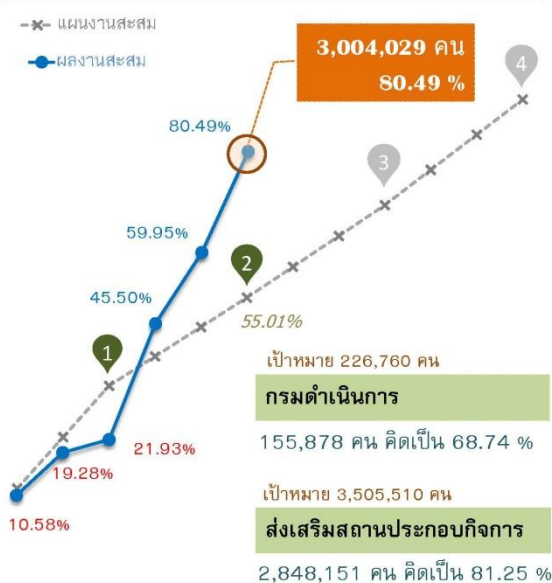 แผนงานสะสม
ผลงานสะสม
3,004,029 คน
80.49 %
4
80.49%
3
59.95%
2
45.50%
55.01%
1
21.93%
19.28%
10.58%
เป้าหมาย 226,760 คน
กรมดำเนินการ
155,878 คน คิดเป็น 68.74 %
เป้าหมาย 3,505,510 คน
ส่งเสริมสถานประกอบกิจการ
2,848,151 คน คิดเป็น 81.25 %